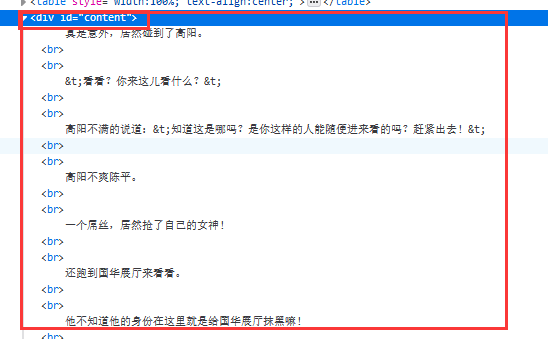 <table style="width:100%; text-align:center;">…</table>
<div id="content">
真是意外，居然碰到了高阳。
<br>
<br>
&t;看看？你来这儿看什么？&t;
<br>
<br>
高阳不满的说道：&t;知道这是哪吗？是你这样的人能随便进来看的吗？赶紧出去！&t;
<br>
<br>
高阳不爽陈平。
<br>
<br>
一个屌丝，居然抢了自己的女神！
<br>
<br>
还跑到国华展厅来看看。
<br>
<br>
他不知道他的身份在这里就是给国华展厅抹黑嘛！
<br>